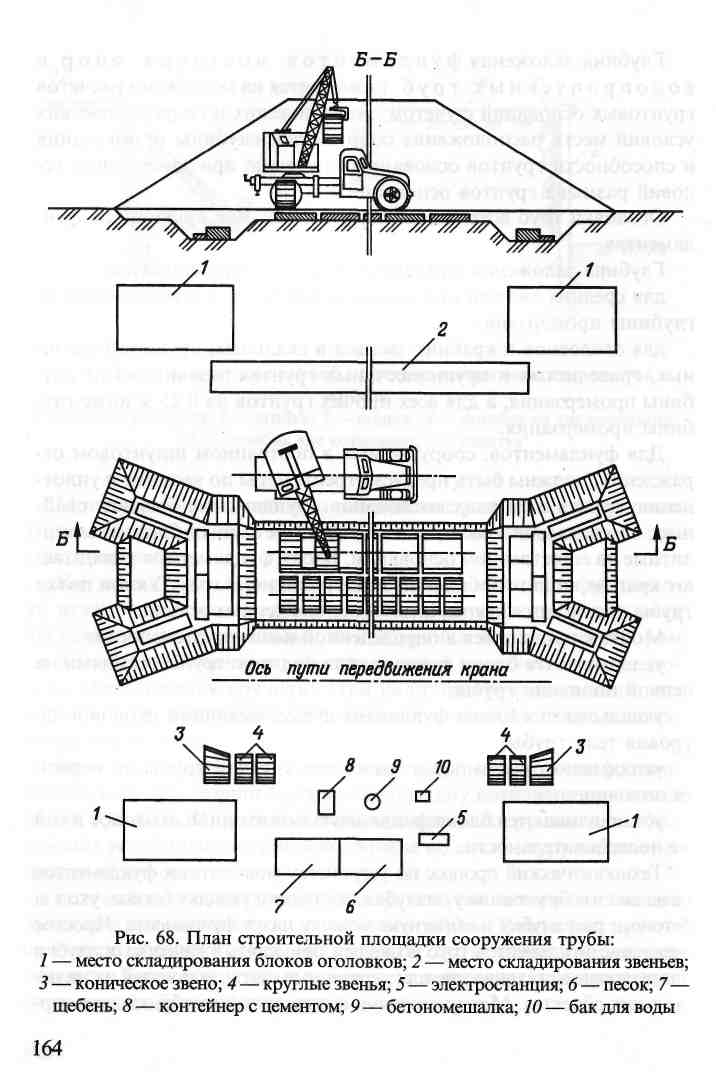 Б–Б
1
1
2
Б
Б
Ось пути передвижения крана
3
4
4
3
8
9
10
1
5
1
7
6
Рис. 68. План строительной площадки сооружения трубы:
1 — место складирования блоков оголовков; 2 — место складирования звеньев;
3 — коническое звено; 4 — круглые звенья; 5 — электростанция; 6 — песок; 7 —
щебень; 8 — контейнер с цементом; 9 — бетономешалка; 10 — бак для воды
164